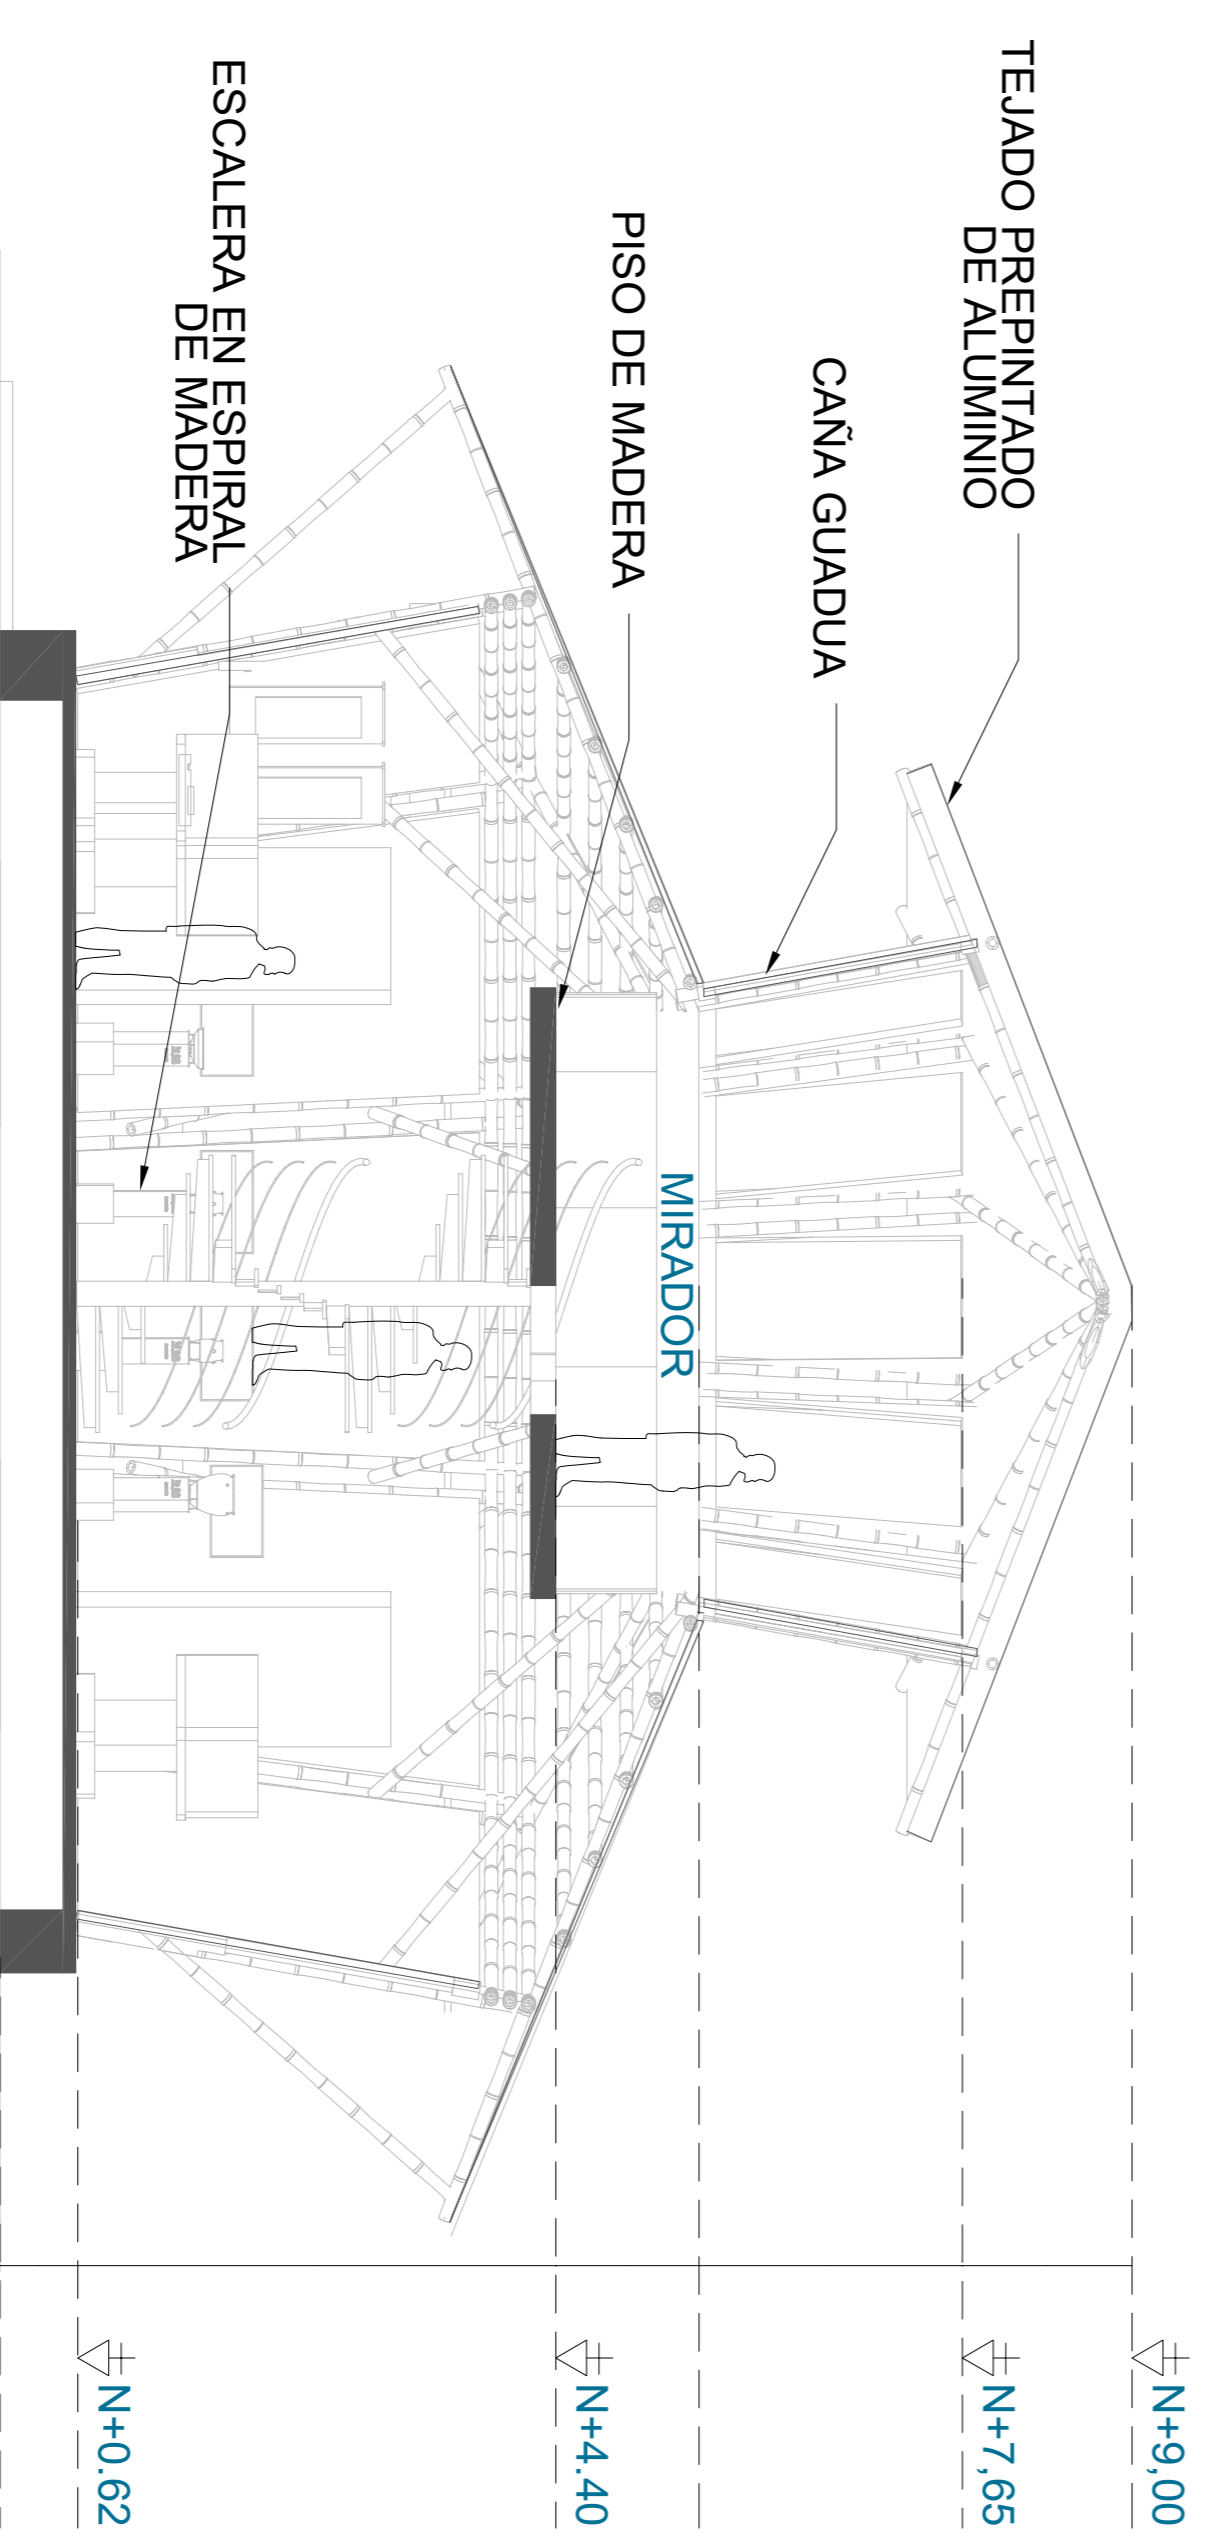 TEJADO PREPINTADO
DE ALUMINIO
CAÑA GUADUA
PISO DE MADERA
ESCALERA EN ESPIRAL
DE MADERA
MIRADOR
N+9,00
N+7,65
N+4.40
N+0.62